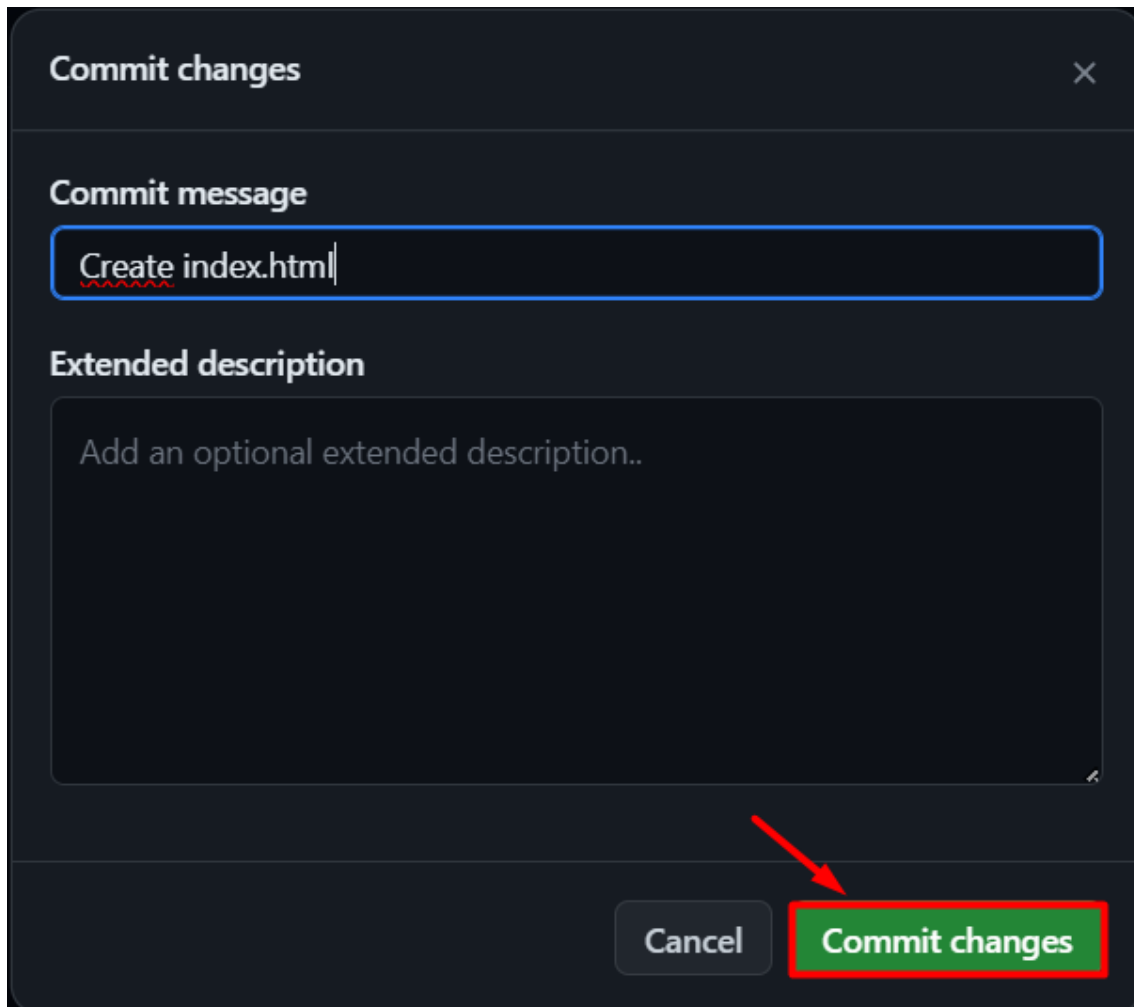 Commit changes
Commit message
Create index.html
Extended description
Add an optional extended description..
Cancel
Commit changes